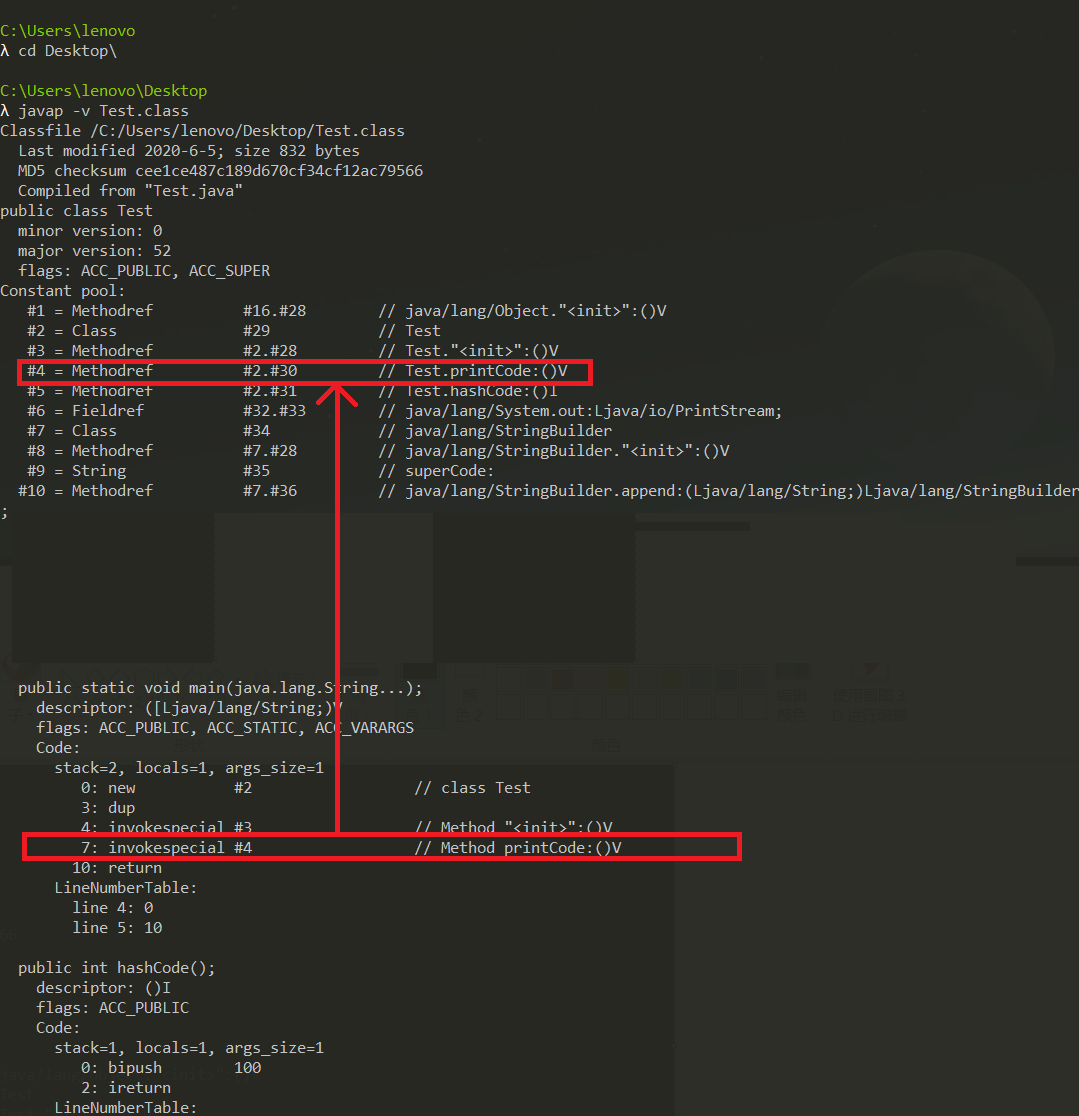 C:\Users\lenovo
λ cd Desktop\
C:\Users\lenovo\Desktop
λ javap -v Test.class
Classfile /C:/Users/lenovo/Desktop/Test.class
  Last modified 2020-6-5; size 832 bytes
  MD5 checksum cee1ce487c189d670cf34cf12ac79566
  Compiled from "Test.java"
public class Test
  minor version: 0
  major version: 52
  flags: ACC_PUBLIC, ACC_SUPER
Constant pool:
   #1 = Methodref          #16.#28        // java/lang/Object."<init>":()V
   #2 = Class              #29            // Test
   #3 = Methodref          #2.#28         // Test."<init>":()V
   #4 = Methodref          #2.#30         // Test.printCode:()V
   #5 = Methodref          #2.#31         // Test.hashCode:()I
   #6 = Fieldref           #32.#33        // java/lang/System.out:Ljava/io/PrintStream;
   #7 = Class              #34            // java/lang/StringBuilder
   #8 = Methodref          #7.#28         // java/lang/StringBuilder."<init>":()V
   #9 = String             #35            // superCode:
  #10 = Methodref          #7.#36         // java/lang/StringBuilder.append:(Ljava/lang/String;)Ljava/lang/StringBuilder
;
  public static void main(java.lang.String...);
    descriptor: ([Ljava/lang/String;)V
    flags: ACC_PUBLIC, ACC_STATIC, ACC_VARARGS
    Code:
      stack=2, locals=1, args_size=1
         0: new           #2                  // class Test
         3: dup
         4: invokespecial #3                  // Method "<init>":()V
         7: invokespecial #4                  // Method printCode:()V
        10: return
      LineNumberTable:
        line 4: 0
        line 5: 10
  public int hashCode();
    descriptor: ()I
    flags: ACC_PUBLIC
    Code:
      stack=1, locals=1, args_size=1
         0: bipush        100
         2: ireturn
      LineNumberTable: